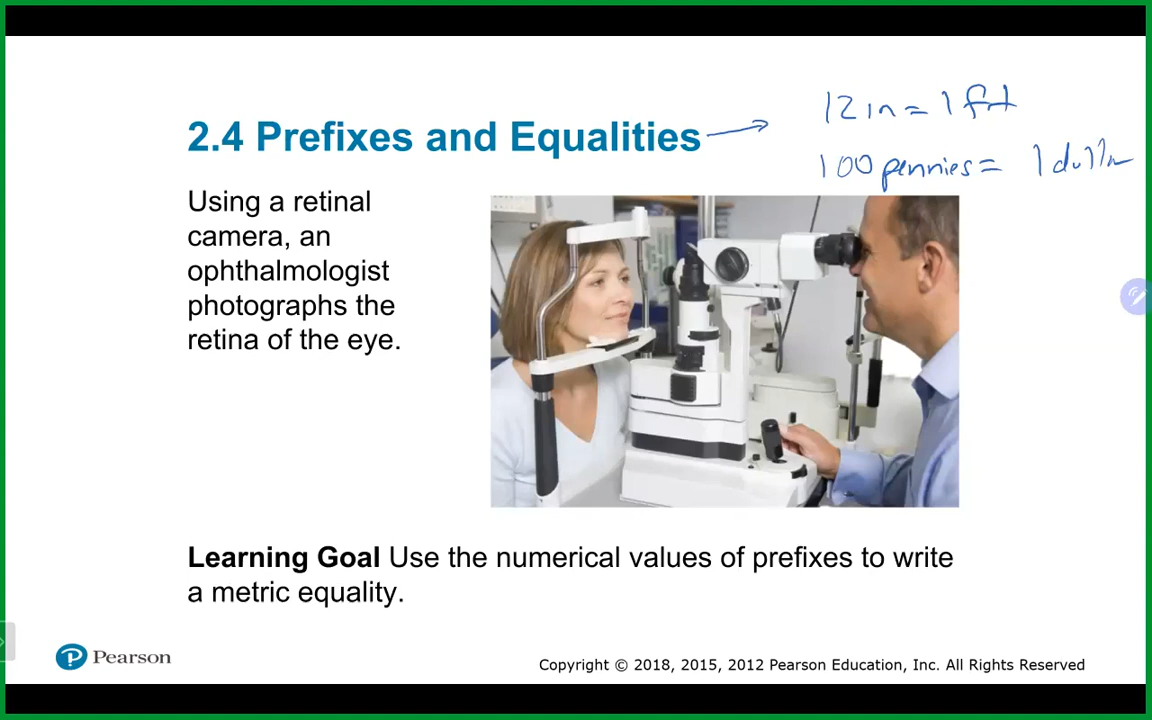 12 in = 1 ft
2.4 Prefixes and Equalities
100 pennies = 1 dollar
Using a retinal
camera, an
ophthalmologist
photographs the
retina of the eye.
Learning Goal Use the numerical values of prefixes to write
a metric equality.
P Pearson
Copyright © 2018, 2015, 2012 Pearson Education, Inc. All Rights Reserved